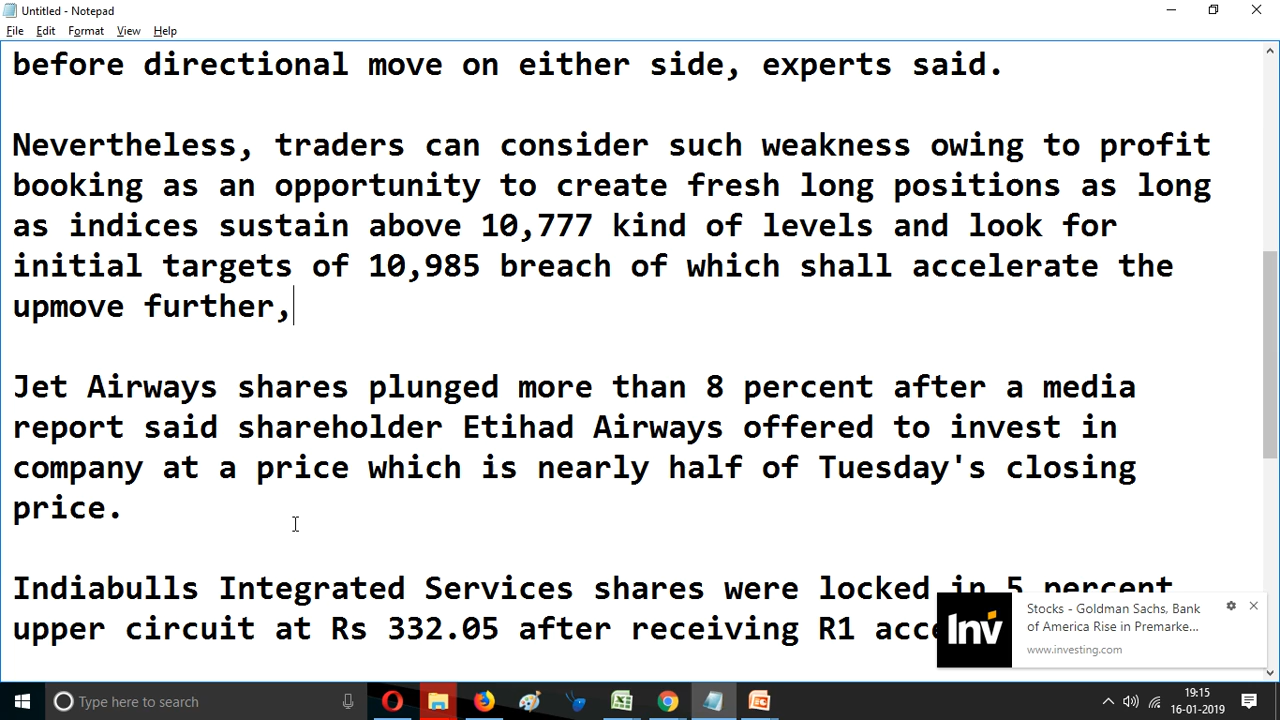 Untitled - Notepad
File Edit Format View Help
before directional move on either side, experts said.
Nevertheless, traders can consider such weakness owing to profit
booking as an opportunity to create fresh long positions as long
as indices sustain above 10,777 kind of levels and look for
initial targets of 10,985 breach of which shall accelerate the
upmove further,
Jet Airways shares plunged more than 8 percent after a media
report said shareholder Etihad Airways offered to invest in
company at a price which is nearly half of Tuesday's closing
price.
Indiabulls Integrated Services shares were locked in 5 percent
upper circuit at Rs 332.05 after receiving R1
Inv
Stocks - Goldman Sachs, Bank
of America Rise in Premarke...
www.investing.com
Type here to search
19:15
16-01-2019